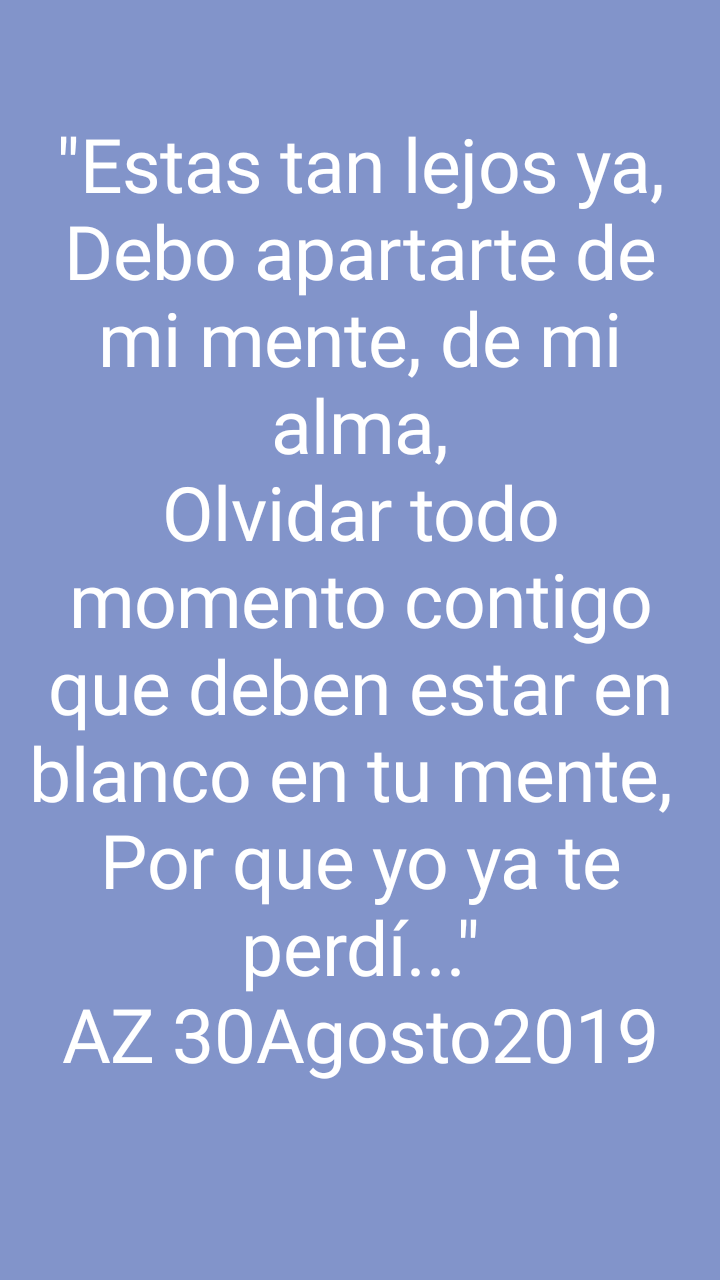 "Estas tan lejos ya,
Debo apartarte de
mi mente, de mi
alma,
Olvidar todo
momento contigo
que deben estar en
blanco en tu mente,
Por que yo ya te
perdí..."
AZ 30Agosto2019